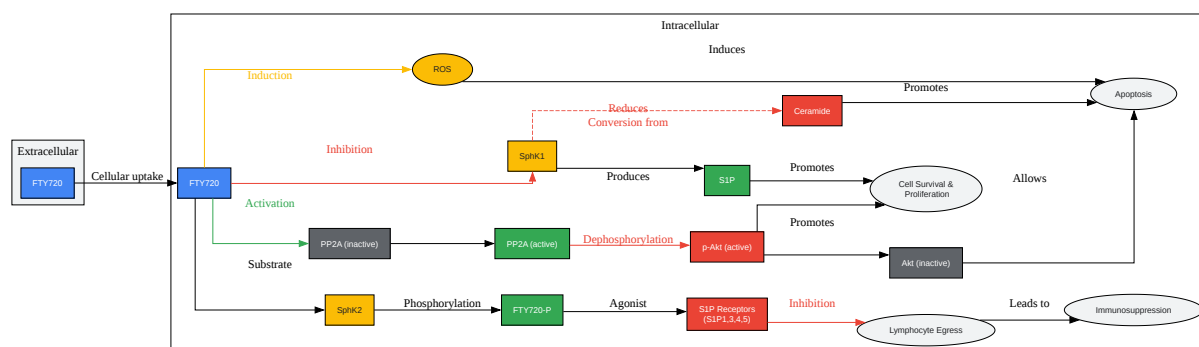 Intracellular
Induces
ROS
Induction
Apoptosis
Promotes
Reduces
Conversion from
Ceramide
Extracellular
FTY720
Cellular uptake
FTY720
Inhibition
SphK1
Produces
S1P
Promotes
Cell Survival &
Proliferation
Allows
Activation
PP2A (inactive)
PP2A (active)
Dephosphorylation
p-Akt (active)
Promotes
Akt (inactive)
Substrate
SphK2
Phosphorylation
FTY720-P
Agonist
S1P Receptors
(S1P1,3,4,5)
Inhibition
Lymphocyte Egress
Leads to
Immunosuppression